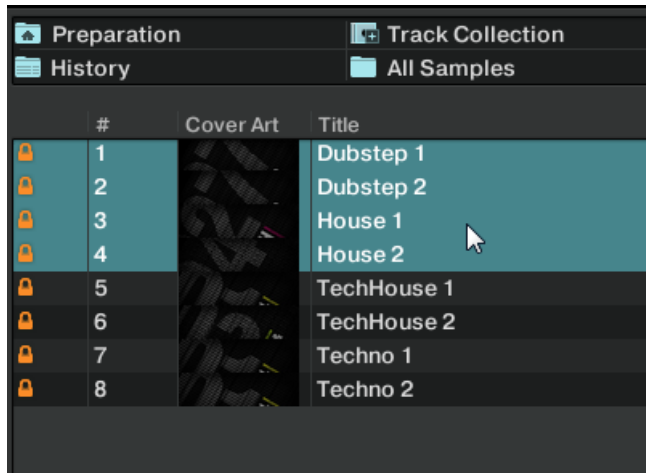 Preparation Track Collection
History All Samples
# Cover Art Title
1 Dubstep 1
2 Dubstep 2
3 House 1
4 House 2
5 TechHouse 1
6 TechHouse 2
7 Techno 1
8 Techno 2